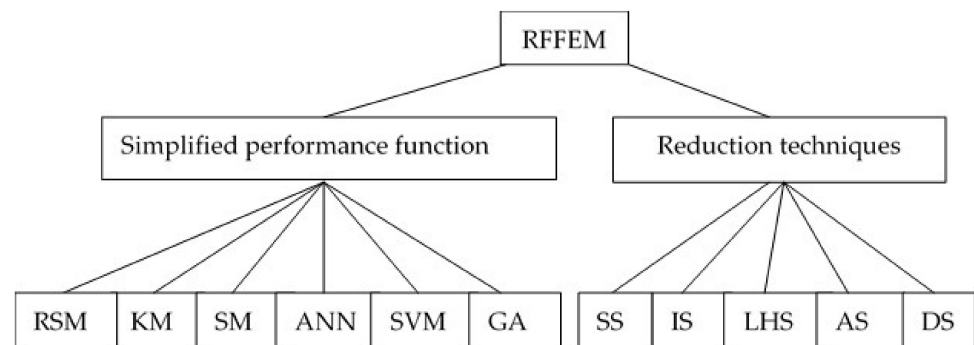 RFFEM
Simplified performance function
Reduction techniques
RSM KM SM ANN SVM GA SS IS LHS AS DS